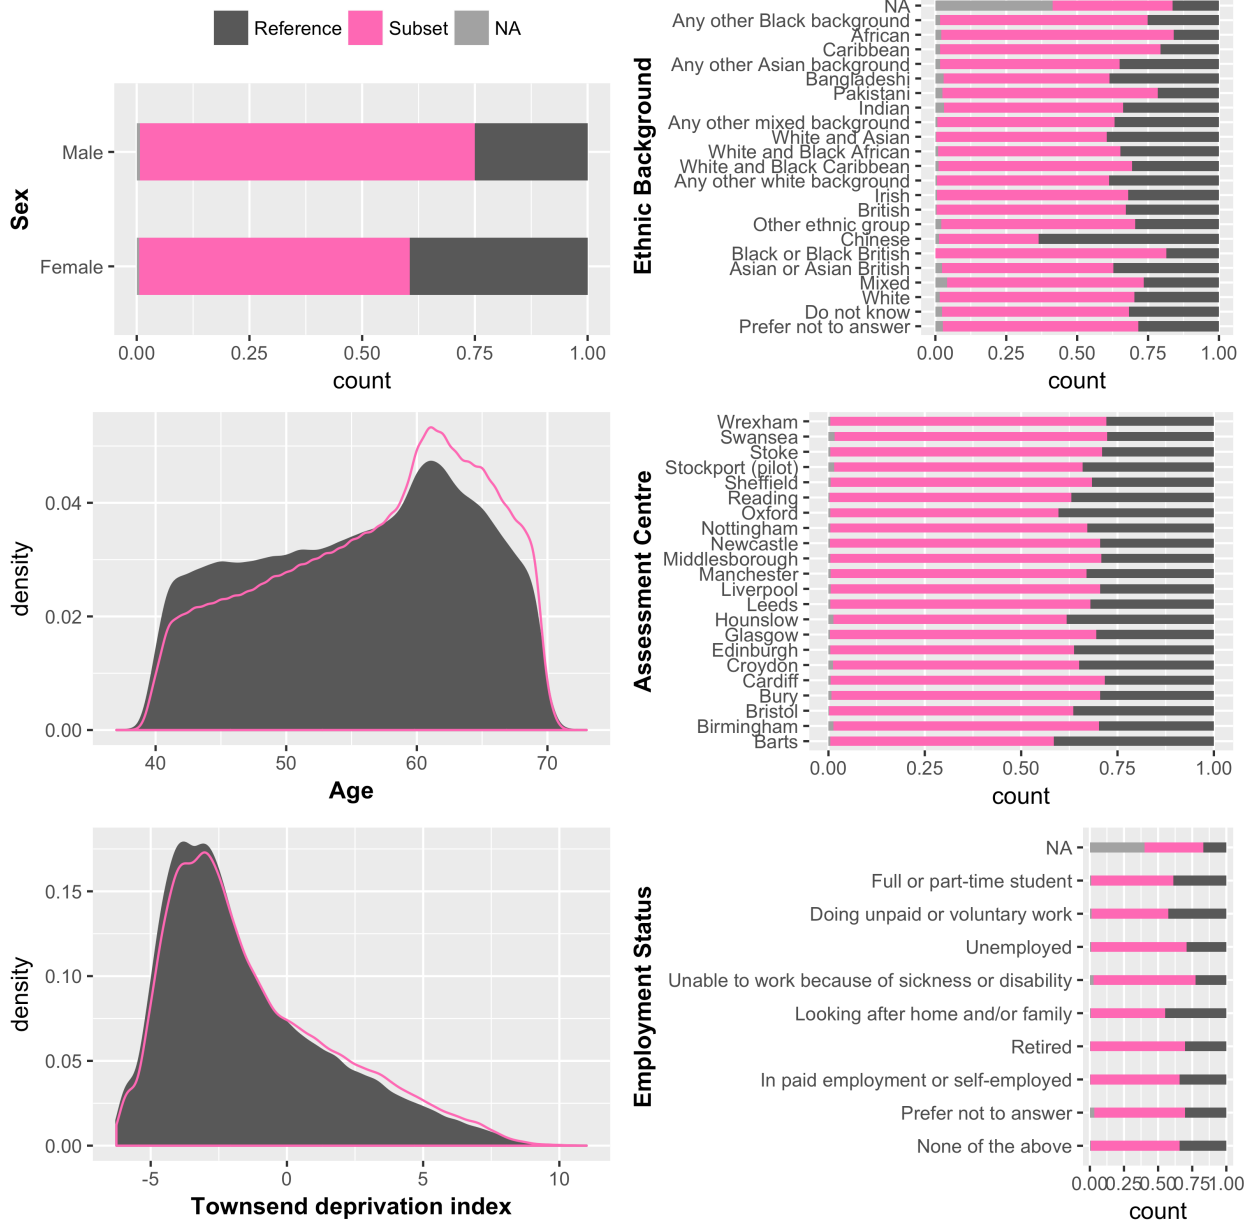 Reference Subset NA
Sex
Male
Female
0.00 0.25 0.50 0.75 1.00
count
Ethnic Background
NA
Any other Black background
African
Caribbean
Any other Asian background
Bangladeshi
Pakistani
Indian
Any other mixed background
White and Asian
White and Black African
White and Black Caribbean
Any other white background
Irish
British
Other ethnic group
Chinese
Black or Black British
Asian or Asian British
Mixed
White
Do not know
Prefer not to answer
0.00 0.25 0.50 0.75 1.00
count
density
0.04
0.02
0.00
40 50 60 70
Age
Assessment Centre
Wrexham
Swansea
Stoke
Stockport (pilot)
Sheffield
Reading
Oxford
Nottingham
Newcastle
Middlesborough
Manchester
Liverpool
Leeds
Hounslow
Glasgow
Edinburgh
Croydon
Cardiff
Bury
Bristol
Birmingham
Barts
0.00 0.25 0.50 0.75 1.00
count
density
0.15
0.10
0.05
0.00
-5 0 5 10
Townsend deprivation index
Employment Status
NA
Full or part-time student
Doing unpaid or voluntary work
Unemployed
Unable to work because of sickness or disability
Looking after home and/or family
Retired
In paid employment or self-employed
Prefer not to answer
None of the above
0.00 0.25 0.50 0.75 1.00
count